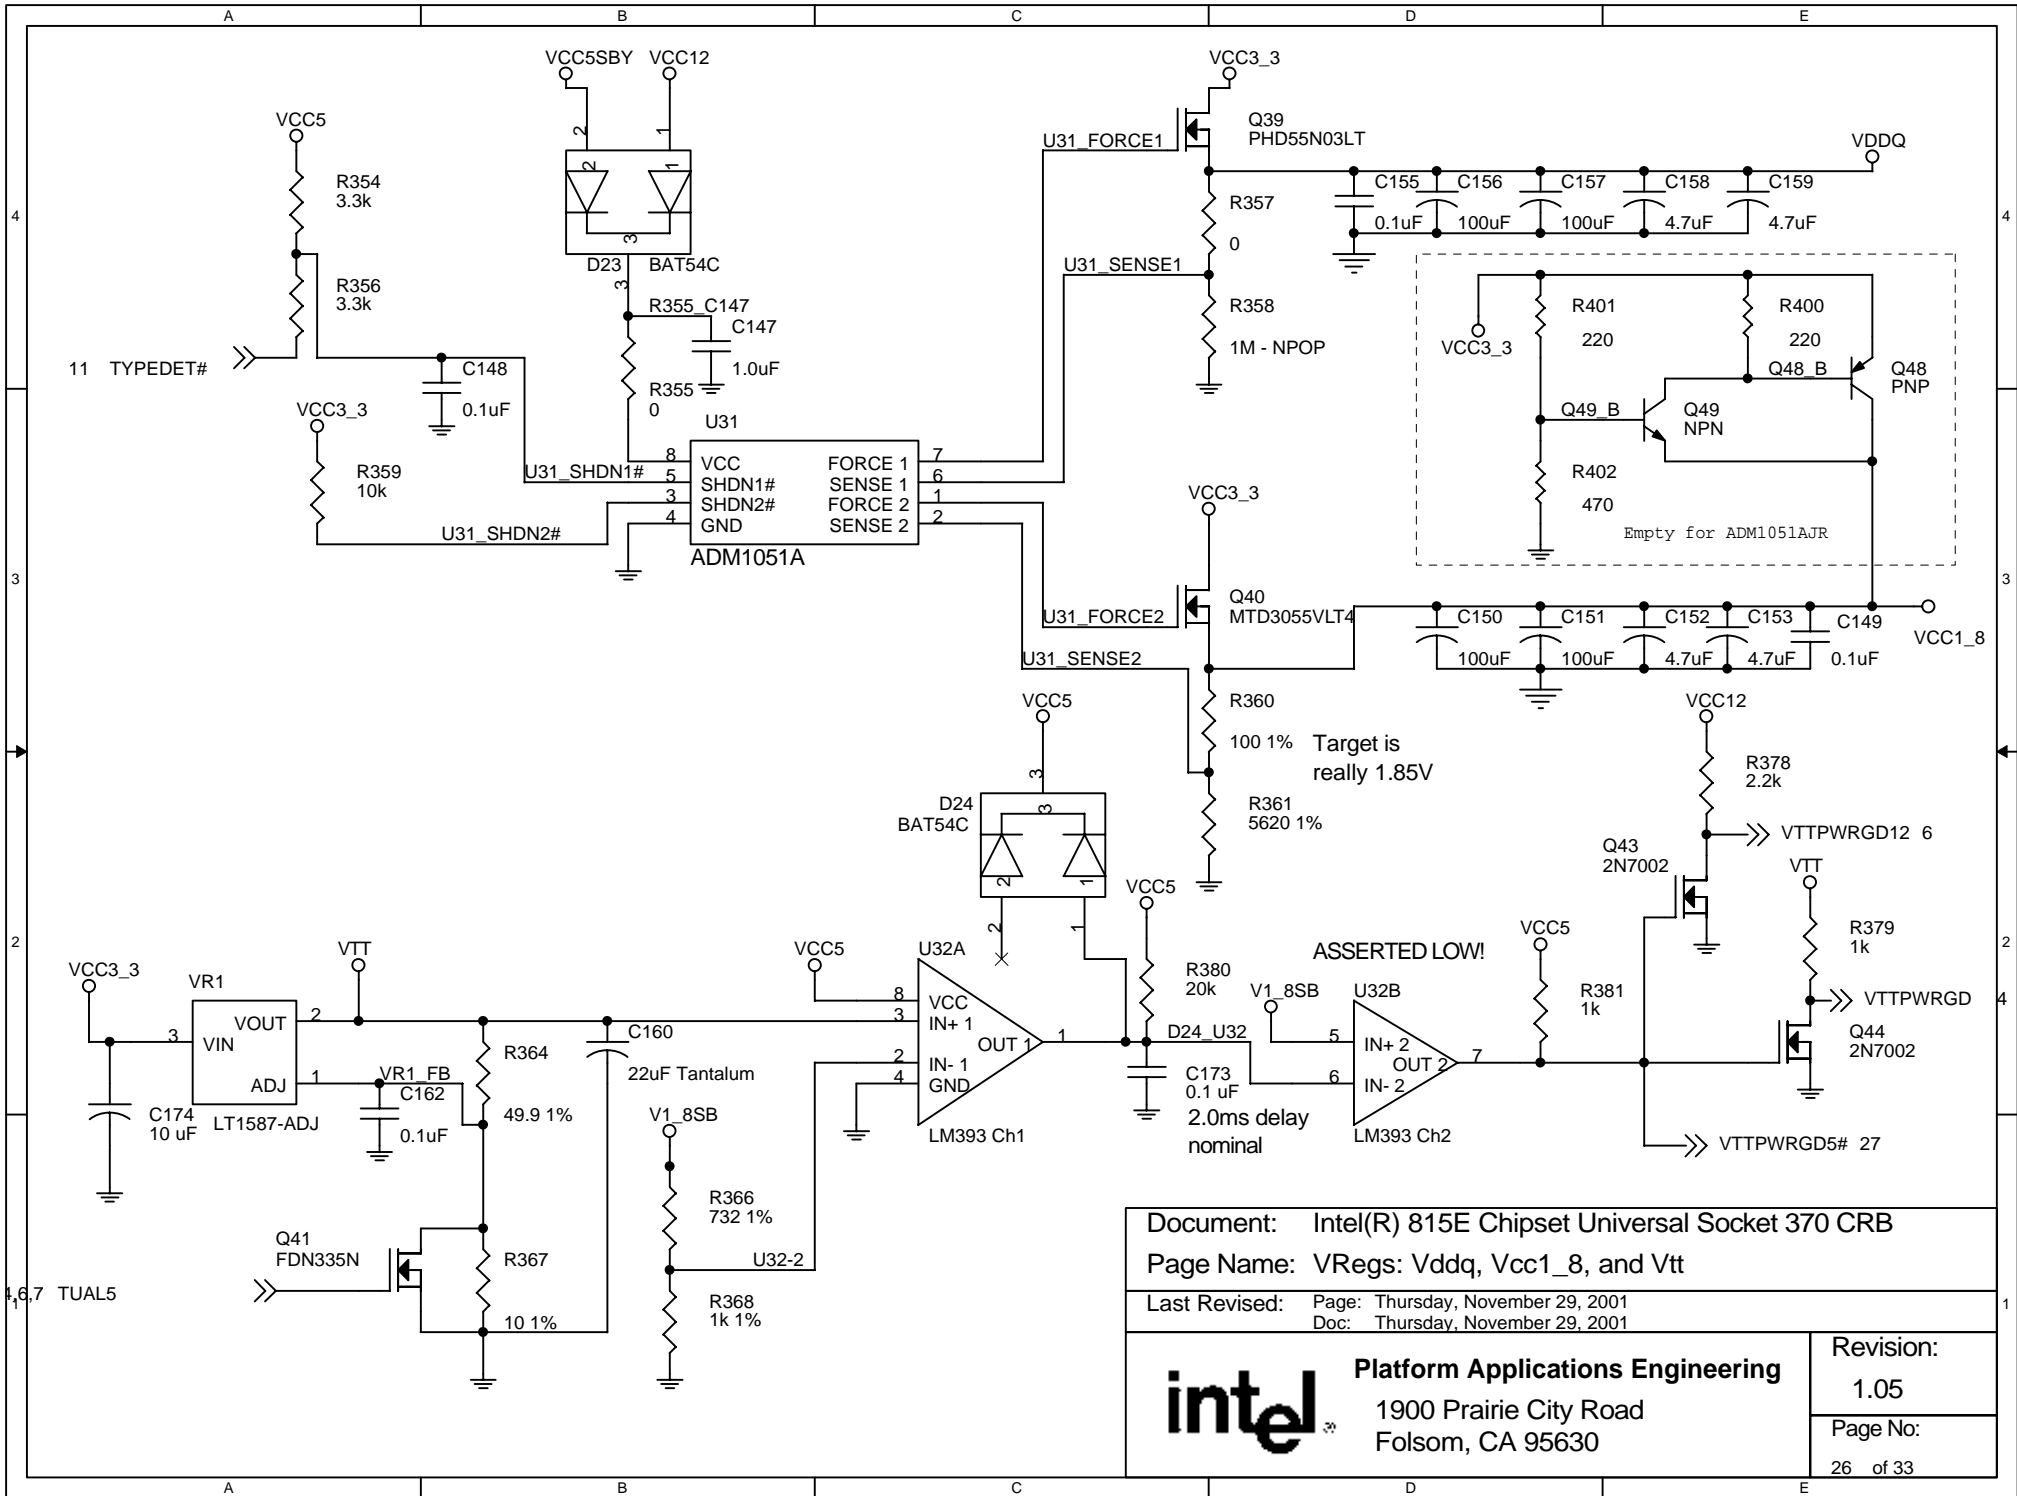 A B C D E
VCC5SBY VCC12 VCC3_3
VCC5
2 1
Q39
PHD55N03LT
U31_FORCE1
VDDQ
2 1
R354
3.3k
C155 C156 C157 C158 C159
R357
0.1uF 100uF 100uF 4.7uF 4.7uF
4 4
3
0
D23 BAT54C
U31_SENSE1
3
R356
3.3k
R355_C147
C147
1.0uF
R358
1M - NPOP
R401
220
R400
220
VCC3_3
11 TYPEDET#
C148
0.1uF
R355
0
Q48_B
Q48
PNP
VCC3_3
U31
Q49_B
Q49
NPN
R359
10k
U31_SHDN1#
8 VCC FORCE 1 7
5 SHDN1# SENSE 1 6
3 SHDN2# FORCE 2 1
4 GND SENSE 2 2
ADM1051A
R402
470
VCC3_3
U31_SHDN2#
Empty for ADM1051AJR
3 3
Q40
MTD3055VLT4
U31_FORCE2
C150 C151 C152 C153 C149
100uF 100uF 4.7uF 4.7uF 0.1uF
VCC1_8
U31_SENSE2
R360
100 1%
Target is
really 1.85V
VCC5
VCC12
3
R378
2.2k
D24
BAT54C
3
2 1
R361
5620 1%
VTTPWRGD12 6
Q43
2N7002
VTT
VCC5
2 1
R379
1k
2 2
VTT
VCC5
U32A
ASSERTED LOW!
VCC5
VCC3_3
VR1
R380
20k
V1_8SB
U32B
R381
1k
VTTPWRGD 4
3 VIN VOUT 2
ADJ 1
LT1587-ADJ
8 VCC
3 IN+ 1
2 IN- 1
4 GND
OUT 1 1
LM393 Ch1
D24_U32
5 IN+ 2
6 IN- 2
OUT 2 7
LM393 Ch2
Q44
2N7002
R364
49.9 1%
C160
22uF Tantalum
VR1_FB
C162
0.1uF
C174
10 uF
C173
0.1 uF
2.0ms delay
nominal
V1_8SB
VTTPWRGD5# 27
R366
732 1%
Q41
FDN335N
R367
10 1%
U32-2
R368
1k 1%
4,6,7 TUAL5
1 1
Document: Intel(R) 815E Chipset Universal Socket 370 CRB
Page Name: VRegs: Vddq, Vcc1_8, and Vtt
Last Revised: Page: Thursday, November 29, 2001
Doc: Thursday, November 29, 2001
intel®
Platform Applications Engineering
1900 Prairie City Road
Folsom, CA 95630
Revision:
1.05
Page No:
26 of 33
A B C D E